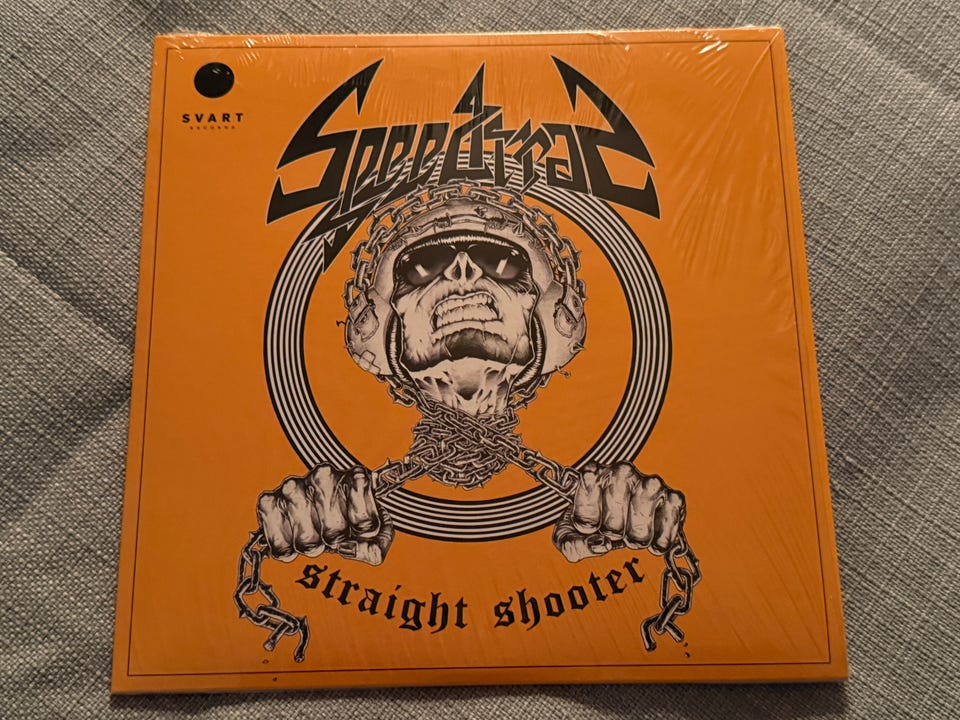 SVART
RECORDS
Speedtrap
straight shooter